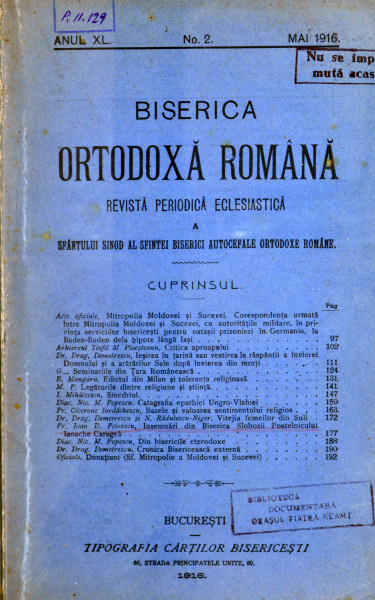 P. II. 129
ANUL XL.
No. 2.
MAI 1916.
Nu se împ
mută acas
BISERICA
ORTODOXĂ ROMÂNĂ
REVISTĂ PERIODICĂ ECLESIASTICĂ
A
SFÂNTULUI SINOD AL SFINTEI BISERICI AUTOCEFALE ORTODOXE ROMÂNE.
CUPRINSUL.
Pag
Acte oficiale, Mitropolia Moldovei și Sucevei. Corespondența urmată
între Mitropolia Moldovei și Sucevei, cu autoritățile militare, în pri-
vința serviciilor bisericești pentru ostașii prizonieri în Germania, la
Baden-Baden dela Șipote lângă Iași 97
Arhiereul Teofil M. Ploeșteanu, Critica aproapelui 102
Dr. Drag. Demetrescu, Ieșirea în țarină sau vestirea la răspântii a învierei
Domnului și a arătărilor Sale după învierea din morți 111
G... Seminariile din Țara Românească 124
B. Mangâru, Edictul din Milan și toleranța religioasă 131
M. P. Legăturile dintre religiune și știință 141
I. Mihălcescu, Sinedriul 147
Diac. Nic. M. Popescu, Catagrafia eparhiei Ungro-Vlahiei 159
Pr. Cicerone Iordăchescu, Bazele și valoarea sentimentului religios 163
Dr. Drag. Demetrescu și N. Rădulescu-Niger, Vitejia femeilor din Suli 172
Pr. Ioan D. Petrescu, Însemnări din Biserica Slobozii Postelnicului
Ianache Caragea 177
Diac. Nic. M. Popescu, Din bisericile eterodoxe 188
Dr. Drag. Demetrescu, Cronica Bisericească externă 190
Oficiale. Donațiuni (Sf. Mitropolie a Moldovei și Sucevei) 192
BIBLIOTECA
DOCUMENTARĂ
ORAȘUL PIATRA-NEAMȚ
BUCUREȘTI
TIPOGRAFIA CĂRȚILOR BISERICEȘTI
60, STRADA PRINCIPATELE UNITE, 60.
1916.